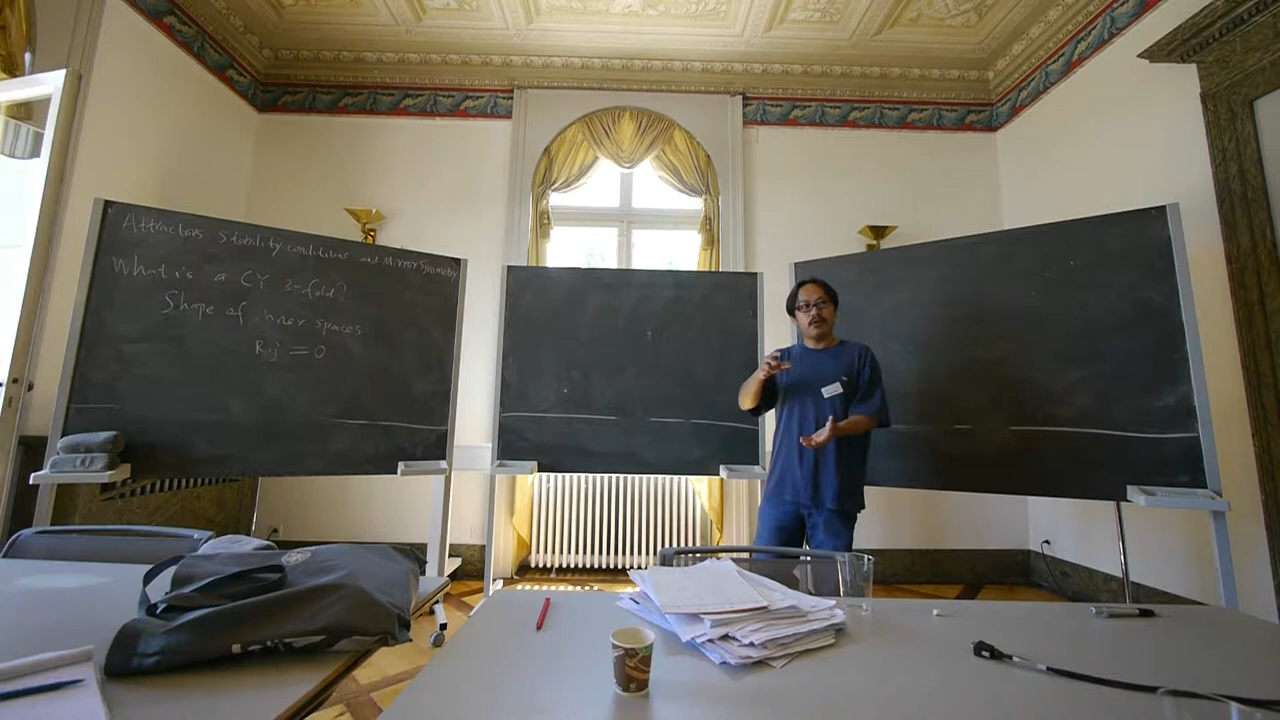 Attractors Stability conditions and Mirror Symmetry
What is a CY 3-fold?
Shape of inner spaces
Rij = 0